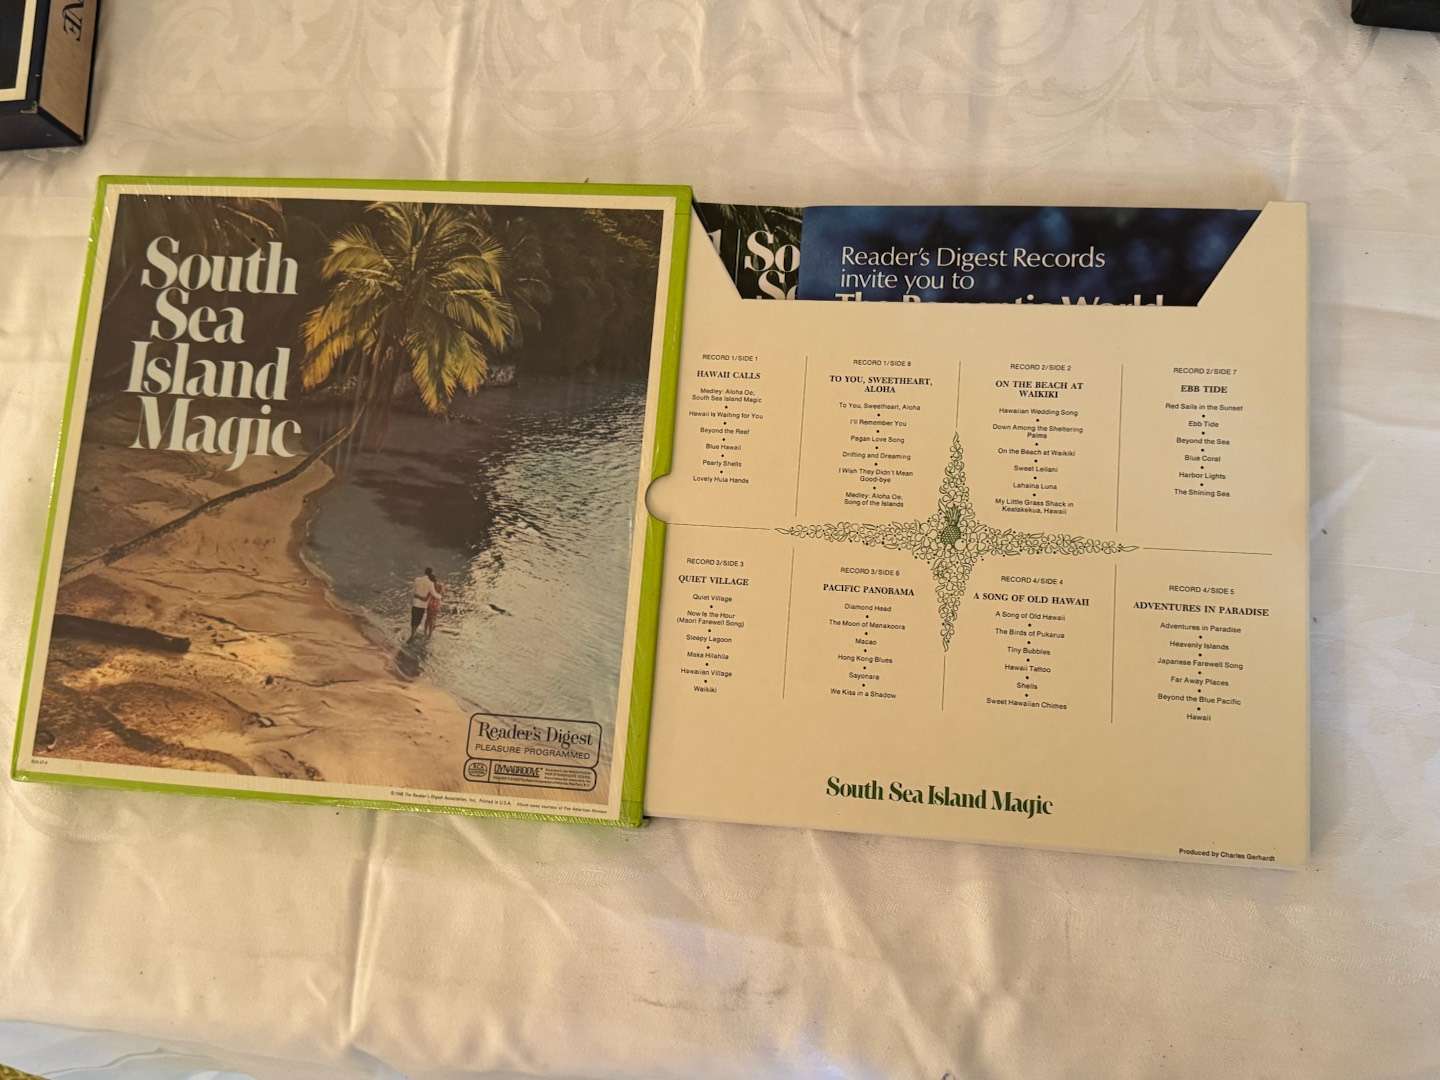 South
Sea
Island
Magic
Reader's Digest
PLEASURE PROGRAMMED
DYNAGROOVE
So
Reader's Digest Records
invite you to
The Romantic World
RECORD 1/SIDE 1
HAWAII CALLS
Medley: Aloha Oe;
South Sea Island Magic
Hawaii Is Waiting for You
Beyond the Reef
Blue Hawaii
Pearly Shells
Lovely Hula Hands
RECORD 1/SIDE 8
TO YOU, SWEETHEART,
ALOHA
To You, Sweetheart, Aloha
I'll Remember You
Pagan Love Song
Drifting and Dreaming
I Wish They Didn't Mean
Good-bye
Medley: Aloha Oe;
Song of the Islands
RECORD 2/SIDE 2
ON THE BEACH AT
WAIKIKI
Hawaiian Wedding Song
Down Among the Sheltering
Palms
On the Beach at Waikiki
Sweet Leilani
Lahaina Luna
My Little Grass Shack in
Kealakekua, Hawaii
RECORD 2/SIDE 7
EBB TIDE
Red Sails in the Sunset
Ebb Tide
Beyond the Sea
Blue Coral
Harbor Lights
The Shining Sea
RECORD 3/SIDE 3
QUIET VILLAGE
Quiet Village
Now Is the Hour
(Maori Farewell Song)
Sleepy Lagoon
Maka Hilahila
Hawaiian Village
Waikiki
RECORD 3/SIDE 6
PACIFIC PANORAMA
Diamond Head
The Moon of Manakoora
Macao
Hong Kong Blues
Sayonara
We Kiss in a Shadow
RECORD 4/SIDE 4
A SONG OF OLD HAWAII
A Song of Old Hawaii
The Birds of Pukarua
Tiny Bubbles
Hawaii Tattoo
Shells
Sweet Hawaiian Chimes
RECORD 4/SIDE 5
ADVENTURES IN PARADISE
Adventures in Paradise
Heavenly Islands
Japanese Farewell Song
Far Away Places
Beyond the Blue Pacific
Hawaii
South Sea Island Magic
Produced by Charles Gerhardt